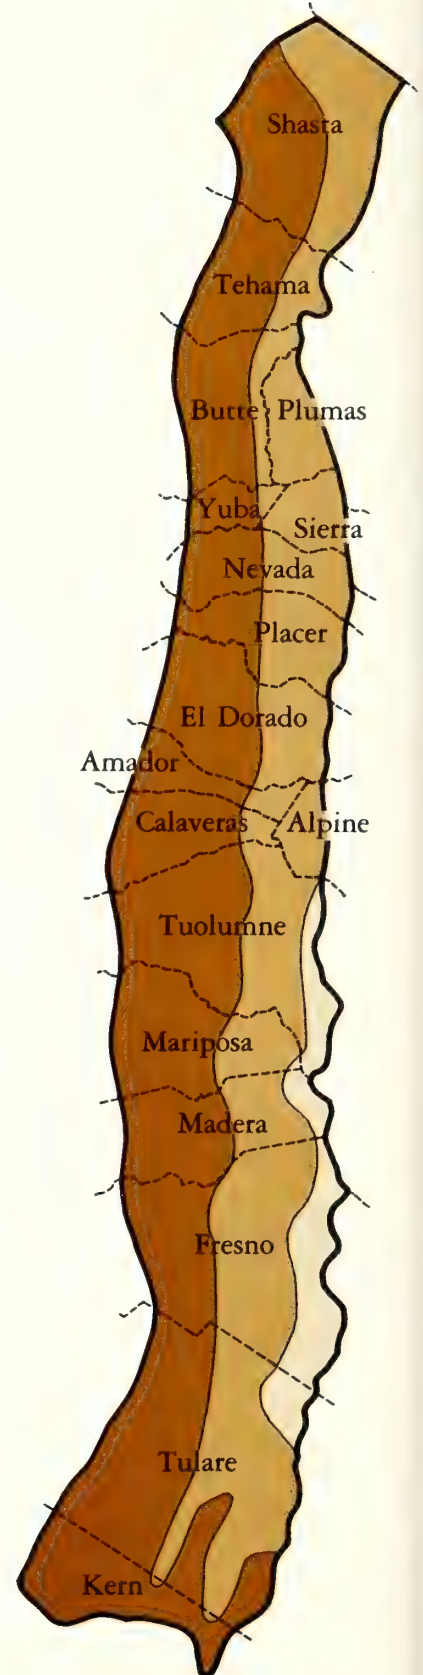 Shasta
Tehama
Butte
Plumas
Yuba
Sierra
Nevada
Placer
El Dorado
Amador
Calaveras
Alpine
Tuolumne
Mariposa
Madera
Fresno
Tulare
Kern